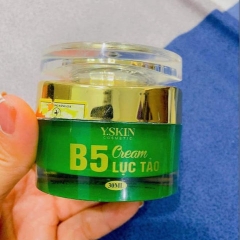 Y.SKIN
COSMETIC
B5 Cream
LỤC TẢO
30ML